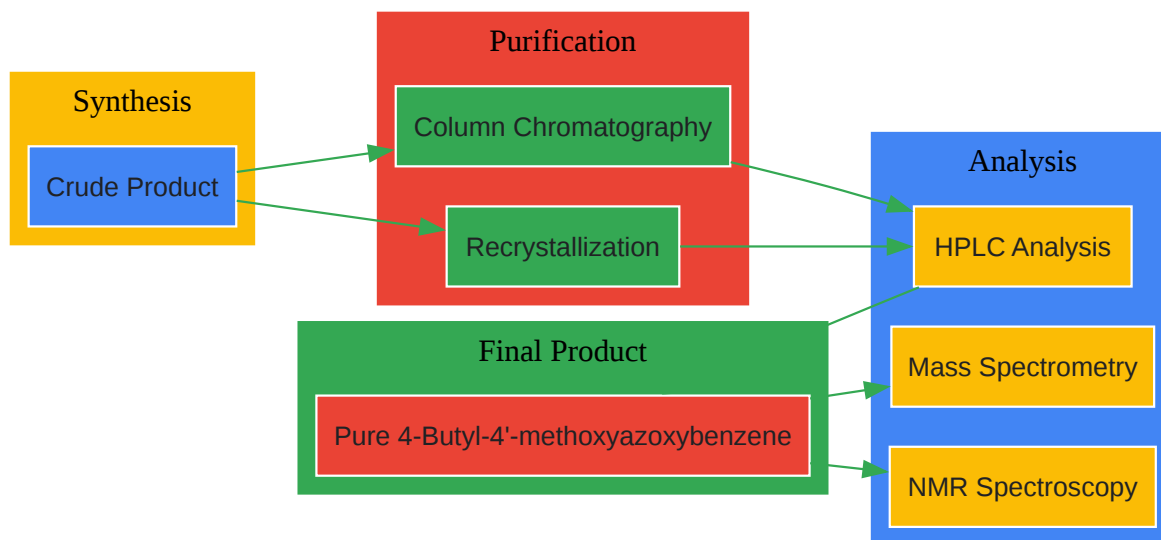 Synthesis
Crude Product
Purification
Column Chromatography
Recrystallization
Analysis
HPLC Analysis
Mass Spectrometry
NMR Spectroscopy
Final Product
Pure 4-Butyl-4'-methoxyazoxybenzene